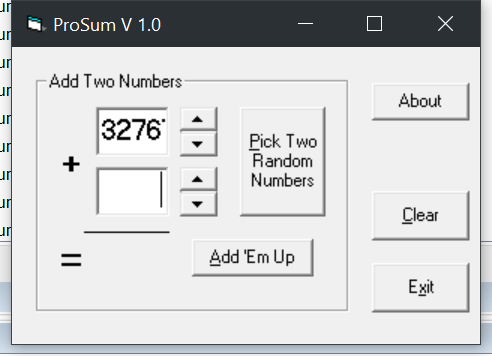 ProSum V 1.0
Add Two Numbers
About
3276
+
Pick Two
Random
Numbers
Clear
=
Add 'Em Up
Exit